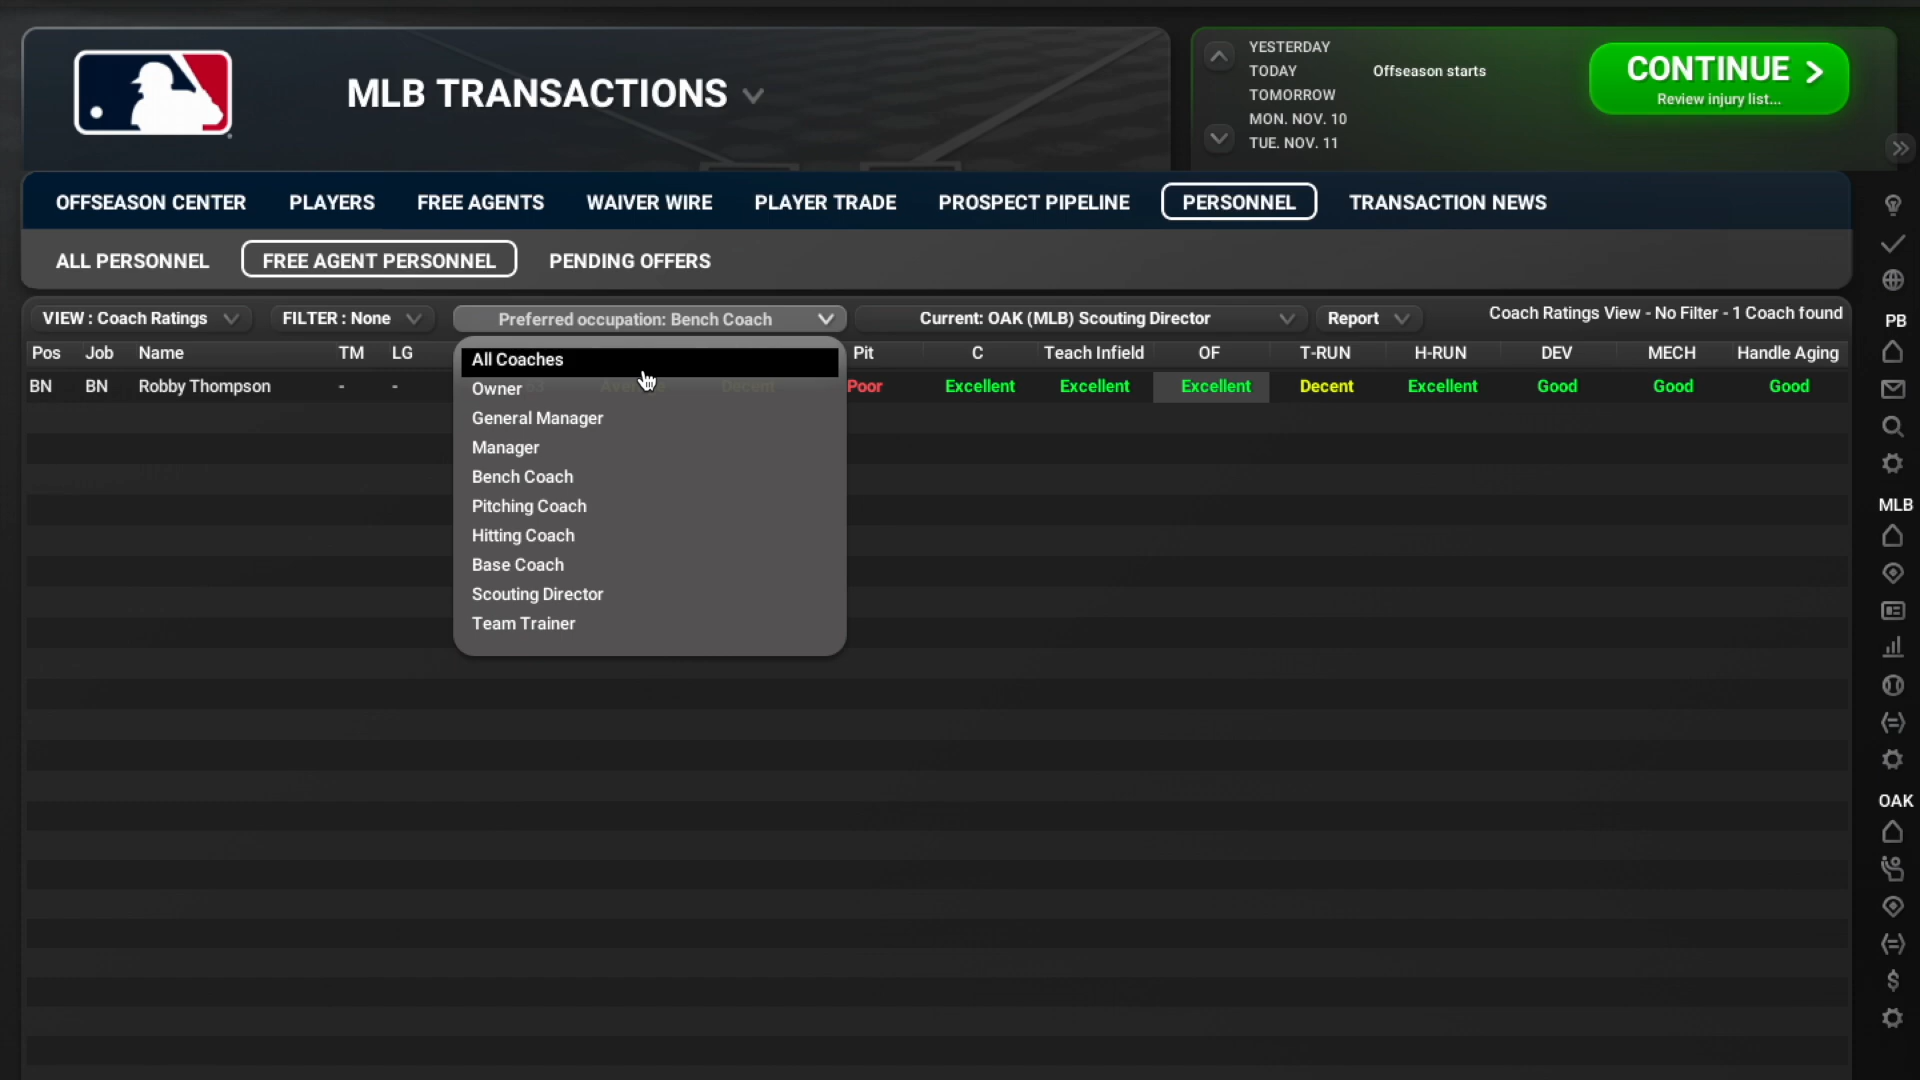 MLB TRANSACTIONS
YESTERDAY
TODAY Offseason starts
TOMORROW
MON. NOV. 10
TUE. NOV. 11
CONTINUE
Review injury list...
OFFSEASON CENTER PLAYERS FREE AGENTS WAIVER WIRE PLAYER TRADE PROSPECT PIPELINE PERSONNEL TRANSACTION NEWS
ALL PERSONNEL FREE AGENT PERSONNEL PENDING OFFERS
VIEW : Coach Ratings FILTER : None Preferred occupation: Bench Coach Current: OAK (MLB) Scouting Director Report Coach Ratings View - No Filter - 1 Coach found
Pos Job Name TM LG Pit C Teach Infield OF T-RUN H-RUN DEV MECH Handle Aging
BN BN Robby Thompson - - Poor Excellent Excellent Excellent Decent Excellent Good Good Good
All Coaches
Owner
General Manager
Manager
Bench Coach
Pitching Coach
Hitting Coach
Base Coach
Scouting Director
Team Trainer
PB
MLB
OAK